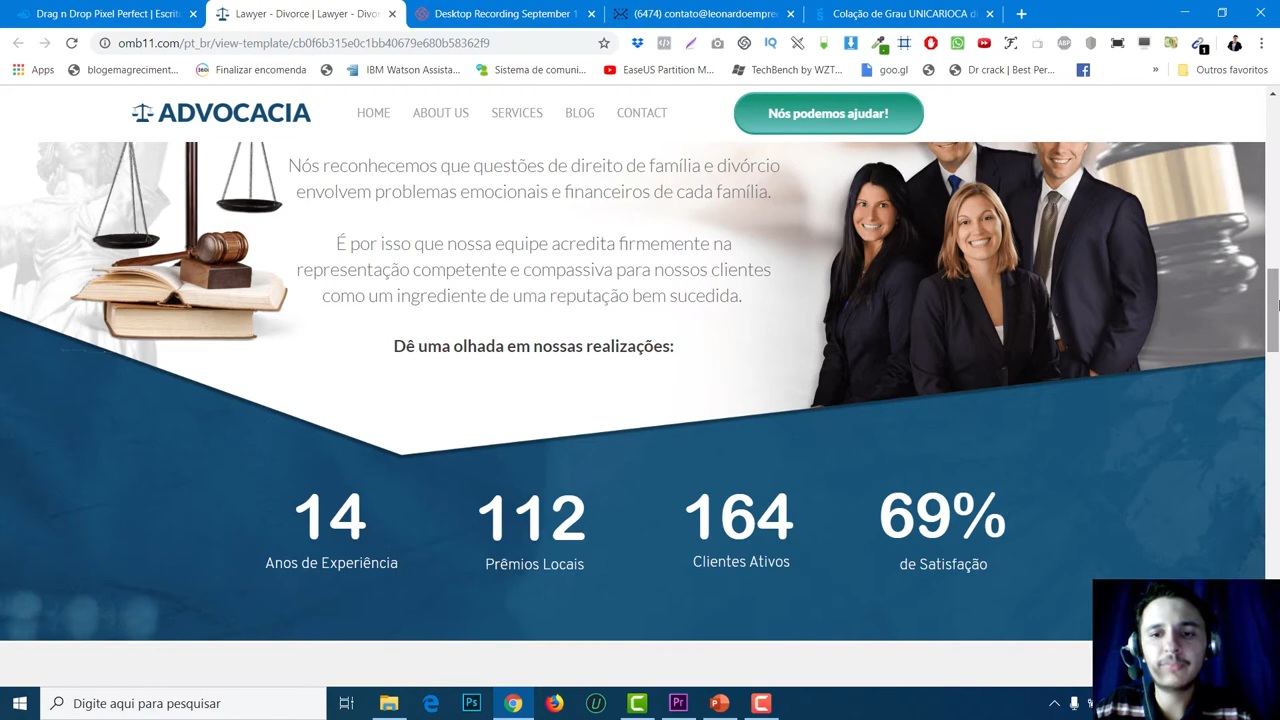 Drag n Drop Pixel Perfect | Escrit
Lawyer - Divorce | Lawyer - Divor
Desktop Recording September 1
(6474) contato@leonardoempre
Colação de Grau UNICARIOCA d
omb11.com/pt_br/view-template/cb0f6b315e0c1bb40679e680b58362f9
Apps
blogemagreciment...
Finalizar encomenda
IBM Watson Assista...
Sistema de comuni...
EaseUS Partition M...
TechBench by WZT...
goo.gl
Dr crack | Best Per...
»
Outros favoritos
ADVOCACIA
HOME
ABOUT US
SERVICES
BLOG
CONTACT
Nós podemos ajudar!
Nós reconhecemos que questões de direito de família e divórcio
envolvem problemas emocionais e financeiros de cada família.
É por isso que nossa equipe acredita firmemente na
representação competente e compassiva para nossos clientes
como um ingrediente de uma reputação bem sucedida.
Dê uma olhada em nossas realizações:
14
112
164
69%
Anos de Experiência
Prêmios Locais
Clientes Ativos
de Satisfação
Digite aqui para pesquisar